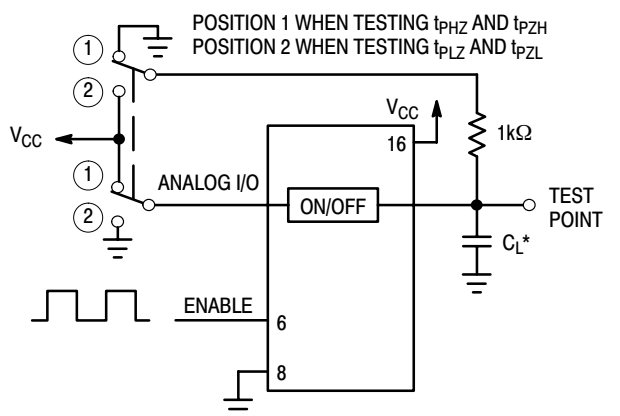 POSITION 1 WHEN TESTING tPHZ AND tPZH
POSITION 2 WHEN TESTING tPLZ AND tPZL
1
2
VCC
VCC
16
1kΩ
1
ANALOG I/O
ON/OFF
TEST
POINT
2
CL*
ENABLE
6
8